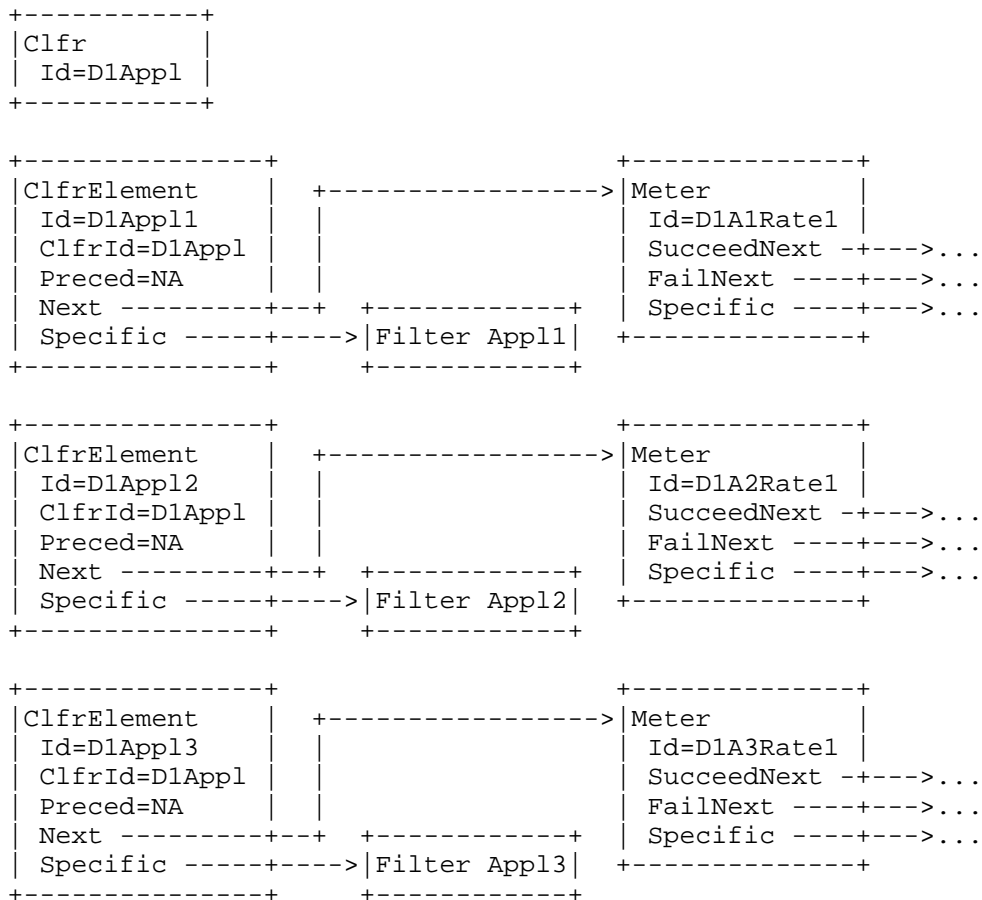 +-----------+
|Clfr       |
| Id=D1Appl |
+-----------+

+---------------+                      +--------------+
|ClfrElement    |  +------------------>|Meter         |
| Id=D1Appl1    |  |                   | Id=D1A1Rate1 |
| ClfrId=D1Appl |  |                   | SucceedNext -+--->...
| Preced=NA     |  |                   | FailNext ----+--->...
| Next ---------+--+  +------------+   | Specific ----+--->...
| Specific -----+---->|Filter Appl1|   +--------------+
+---------------+     +------------+

+---------------+                      +--------------+
|ClfrElement    |  +------------------>|Meter         |
| Id=D1Appl2    |  |                   | Id=D1A2Rate1 |
| ClfrId=D1Appl |  |                   | SucceedNext -+--->...
| Preced=NA     |  |                   | FailNext ----+--->...
| Next ---------+--+  +------------+   | Specific ----+--->...
| Specific -----+---->|Filter Appl2|   +--------------+
+---------------+     +------------+

+---------------+                      +--------------+
|ClfrElement    |  +------------------>|Meter         |
| Id=D1Appl3    |  |                   | Id=D1A3Rate1 |
| ClfrId=D1Appl |  |                   | SucceedNext -+--->...
| Preced=NA     |  |                   | FailNext ----+--->...
| Next ---------+--+  +------------+   | Specific ----+--->...
| Specific -----+---->|Filter Appl3|   +--------------+
+---------------+     +------------+